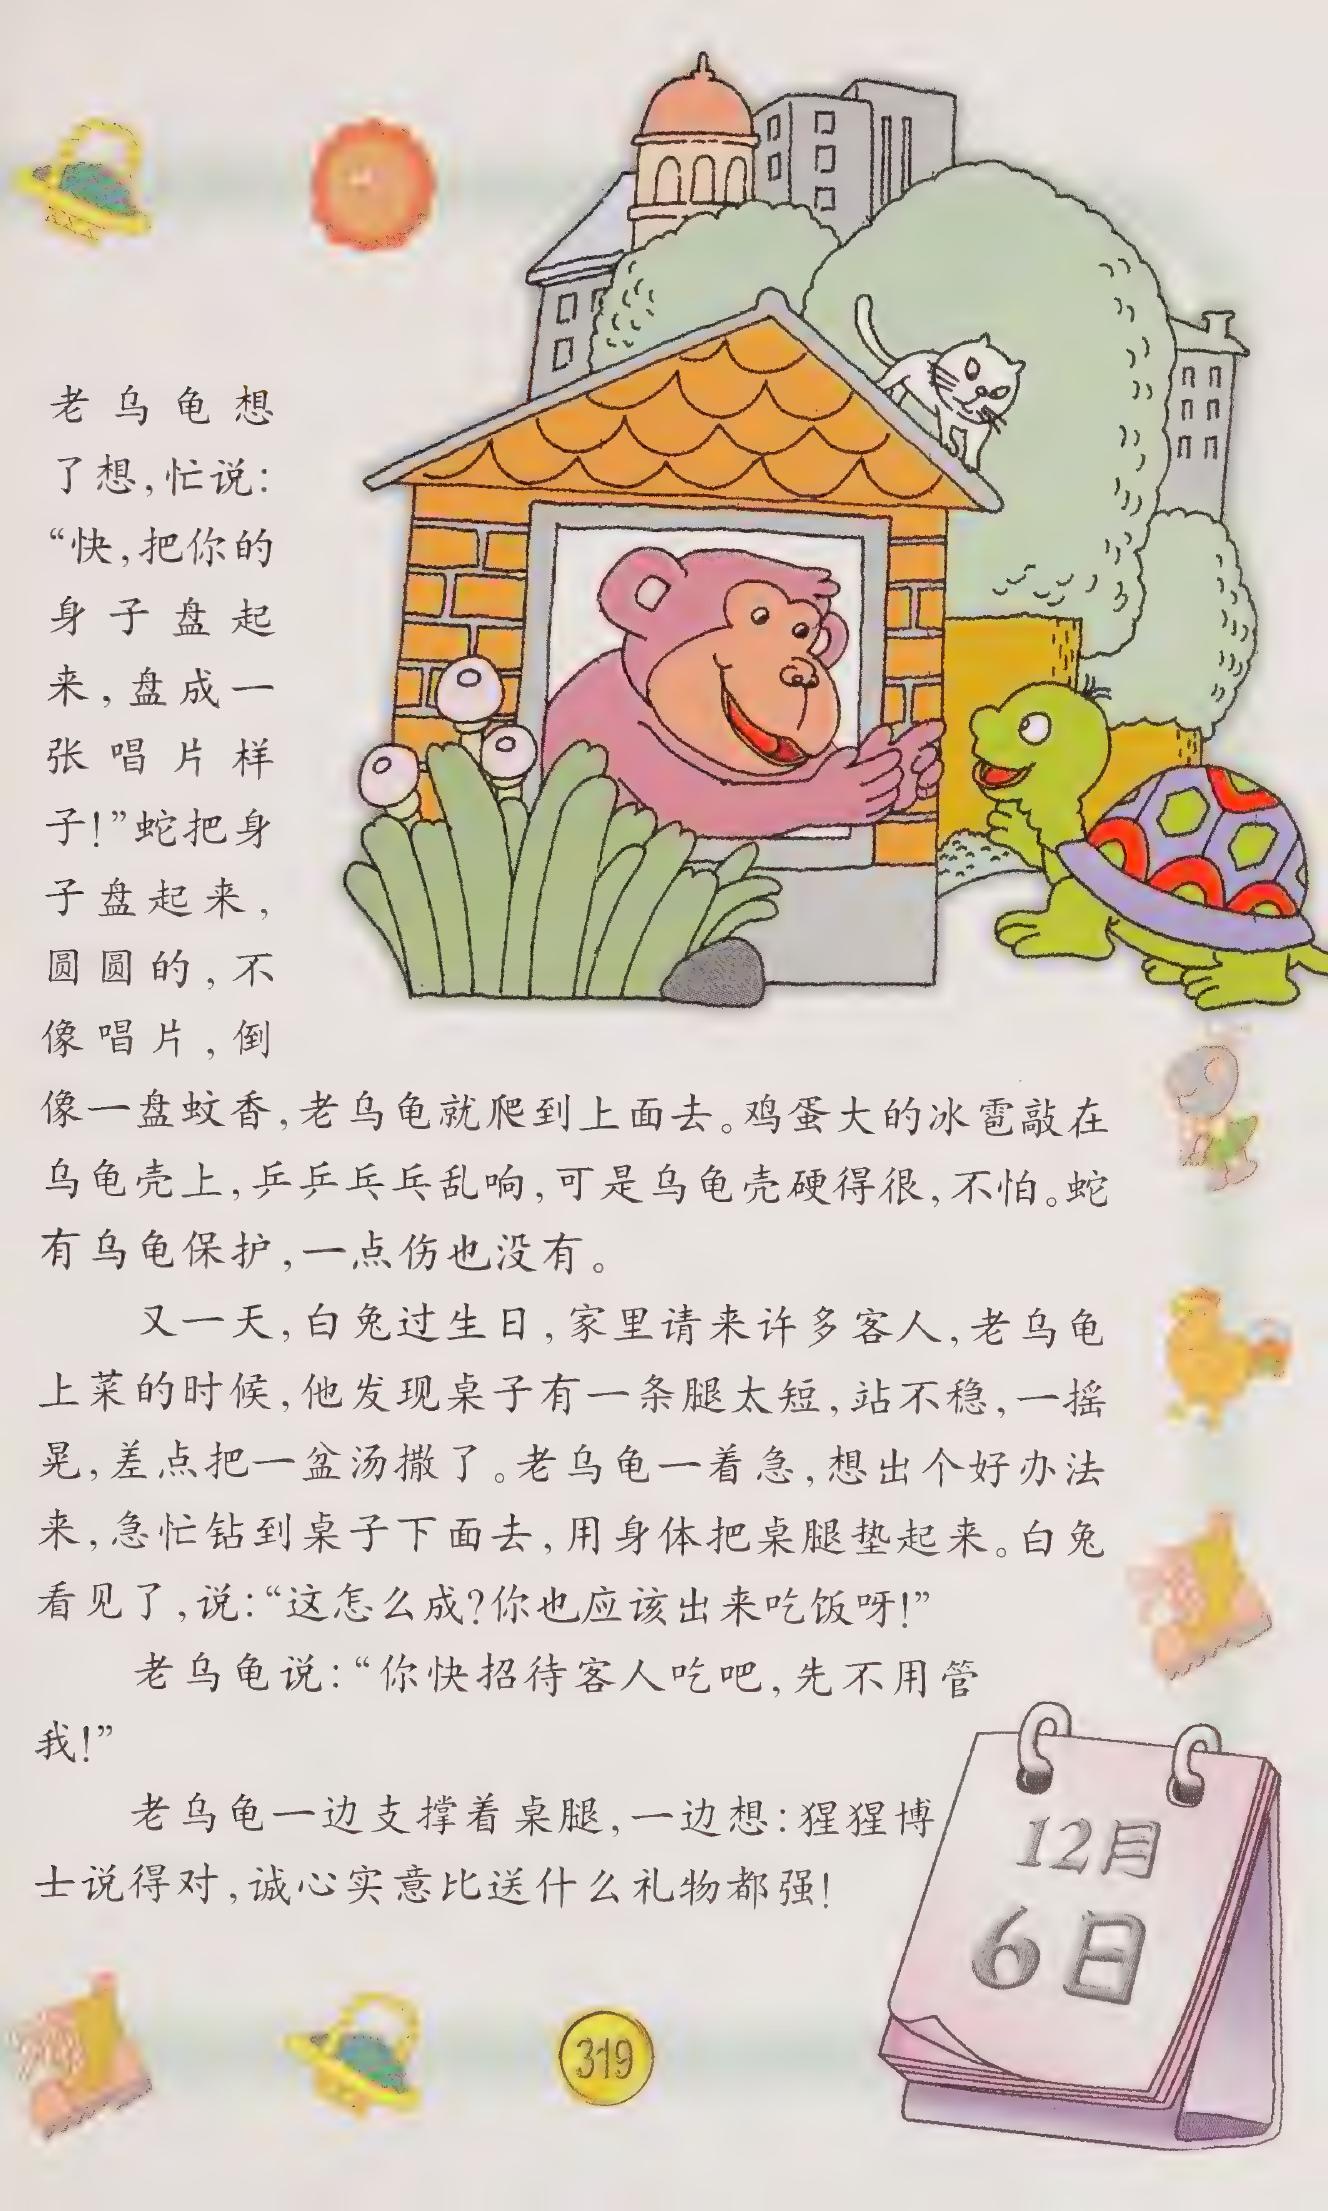 老乌龟想
了想,忙说:
“快,把你的
身子盘起
来,盘成一
张唱片样
子!”蛇把身
子盘起来,
圆圆的,不
像唱片,倒
像一盘蚊香,老乌龟就爬到上面去。鸡蛋大的冰雹敲在
乌龟壳上,乒乒乓乓乱响,可是乌龟壳硬得很,不怕。蛇
有乌龟保护,一点伤也没有。
又一天,白兔过生日,家里请来许多客人,老乌龟
上菜的时候,他发现桌子有一条腿太短,站不稳,一摇
晃,差点把一盆汤撒了。老乌龟一着急,想出个好办法
来,急忙钻到桌子下面去,用身体把桌腿垫起来。白兔
看见了,说:“这怎么成?你也应该出来吃饭呀!”
老乌龟说:“你快招待客人吃吧,先不用管
我!”
老乌龟一边支撑着桌腿,一边想:猩猩博
士说得对,诚心实意比送什么礼物都强!
12月
6日
319